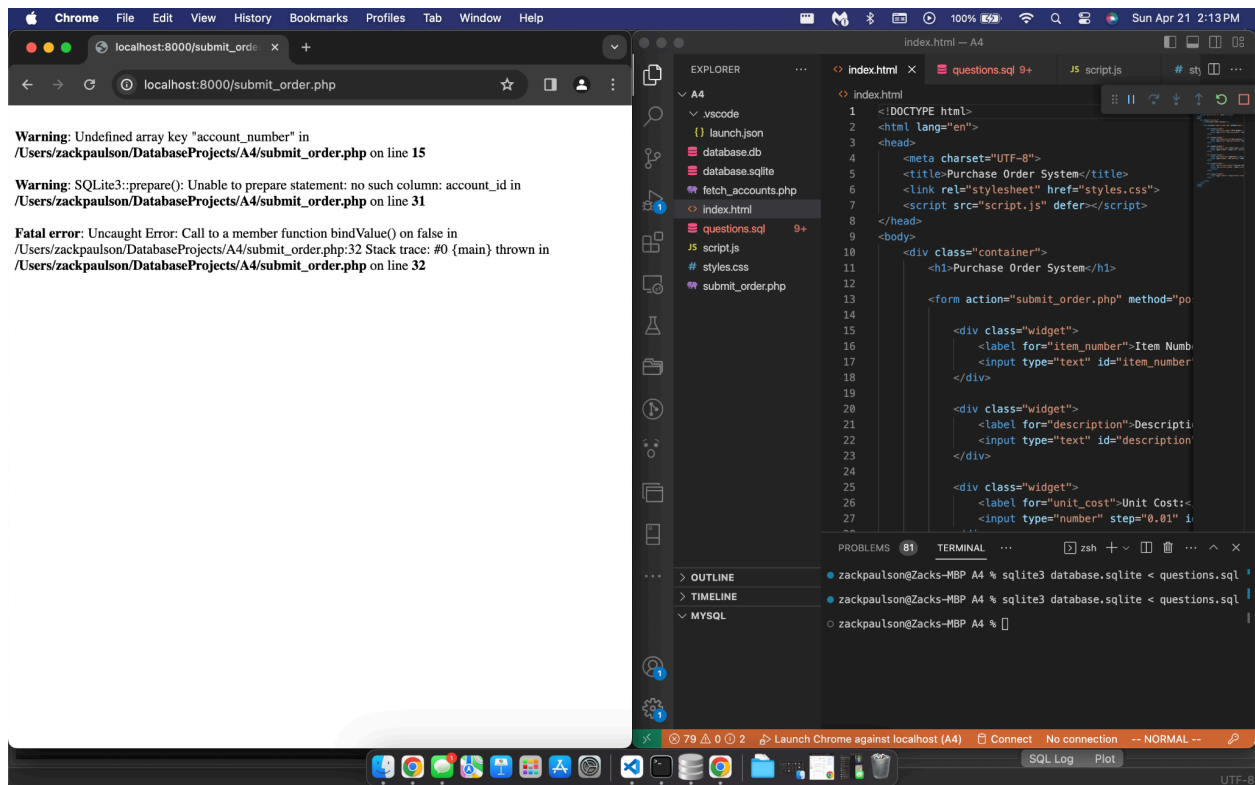 Chrome File Edit View History Bookmarks Profiles Tab Window Help
100% Sun Apr 21 2:13 PM
localhost:8000/submit_orde
localhost:8000/submit_order.php
Warning: Undefined array key "account_number" in
/Users/zackpaulson/DatabaseProjects/A4/submit_order.php on line 15
Warning: SQLite3::prepare(): Unable to prepare statement: no such column: account_id in
/Users/zackpaulson/DatabaseProjects/A4/submit_order.php on line 31
Fatal error: Uncaught Error: Call to a member function bindValue() on false in
/Users/zackpaulson/DatabaseProjects/A4/submit_order.php:32 Stack trace: #0 {main} thrown in
/Users/zackpaulson/DatabaseProjects/A4/submit_order.php on line 32
index.html — A4
EXPLORER
A4
.vscode
{} launch.json
database.db
database.sqlite
fetch_accounts.php
<> index.html
questions.sql 9+
JS script.js
# styles.css
submit_order.php
OUTLINE
TIMELINE
MYSQL
1
1
<> index.html × questions.sql 9+ JS script.js # sty
<> index.html
1 <!DOCTYPE html>
2 <html lang="en">
3 <head>
4 <meta charset="UTF-8">
5 <title>Purchase Order System</title>
6 <link rel="stylesheet" href="styles.css">
7 <script src="script.js" defer></script>
8 </head>
9 <body>
10 <div class="container">
11 <h1>Purchase Order System</h1>
12
13 <form action="submit_order.php" method="po
14
15 <div class="widget">
16 <label for="item_number">Item Numb
17 <input type="text" id="item_number"
18 </div>
19
20 <div class="widget">
21 <label for="description">Descripti
22 <input type="text" id="description"
23 </div>
24
25 <div class="widget">
26 <label for="unit_cost">Unit Cost:<
27 <input type="number" step="0.01" i
PROBLEMS 81 TERMINAL ··· zsh
zackpaulson@Zacks-MBP A4 % sqlite3 database.sqlite < questions.sql
zackpaulson@Zacks-MBP A4 % sqlite3 database.sqlite < questions.sql
zackpaulson@Zacks-MBP A4 %
79 0 2 Launch Chrome against localhost (A4) Connect No connection -- NORMAL --
SQL Log Plot
UTF-8